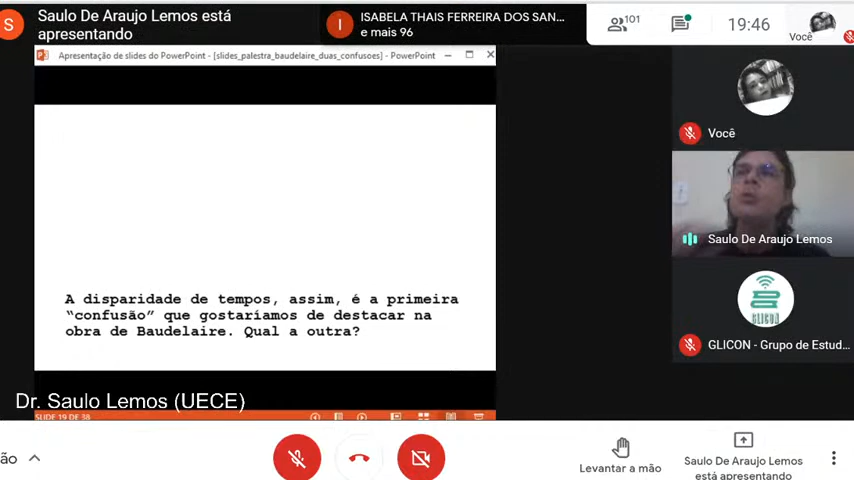 S
Saulo De Araujo Lemos está
apresentando
I
ISABELA THAIS FERREIRA DOS SAN...
e mais 96
101
19:46
Você
Apresentação de slides do PowerPoint - [slides_palestra_baudelaire_duas_confusoes] - PowerPoint
Você
A disparidade de tempos, assim, é a primeira
“confusão” que gostaríamos de destacar na
obra de Baudelaire. Qual a outra?
Saulo De Araujo Lemos
GLICON
GLICON - Grupo de Estud...
Dr. Saulo Lemos (UECE)
SLIDE 19 DE 38
ão
Levantar a mão
Saulo De Araujo Lemos
está apresentando